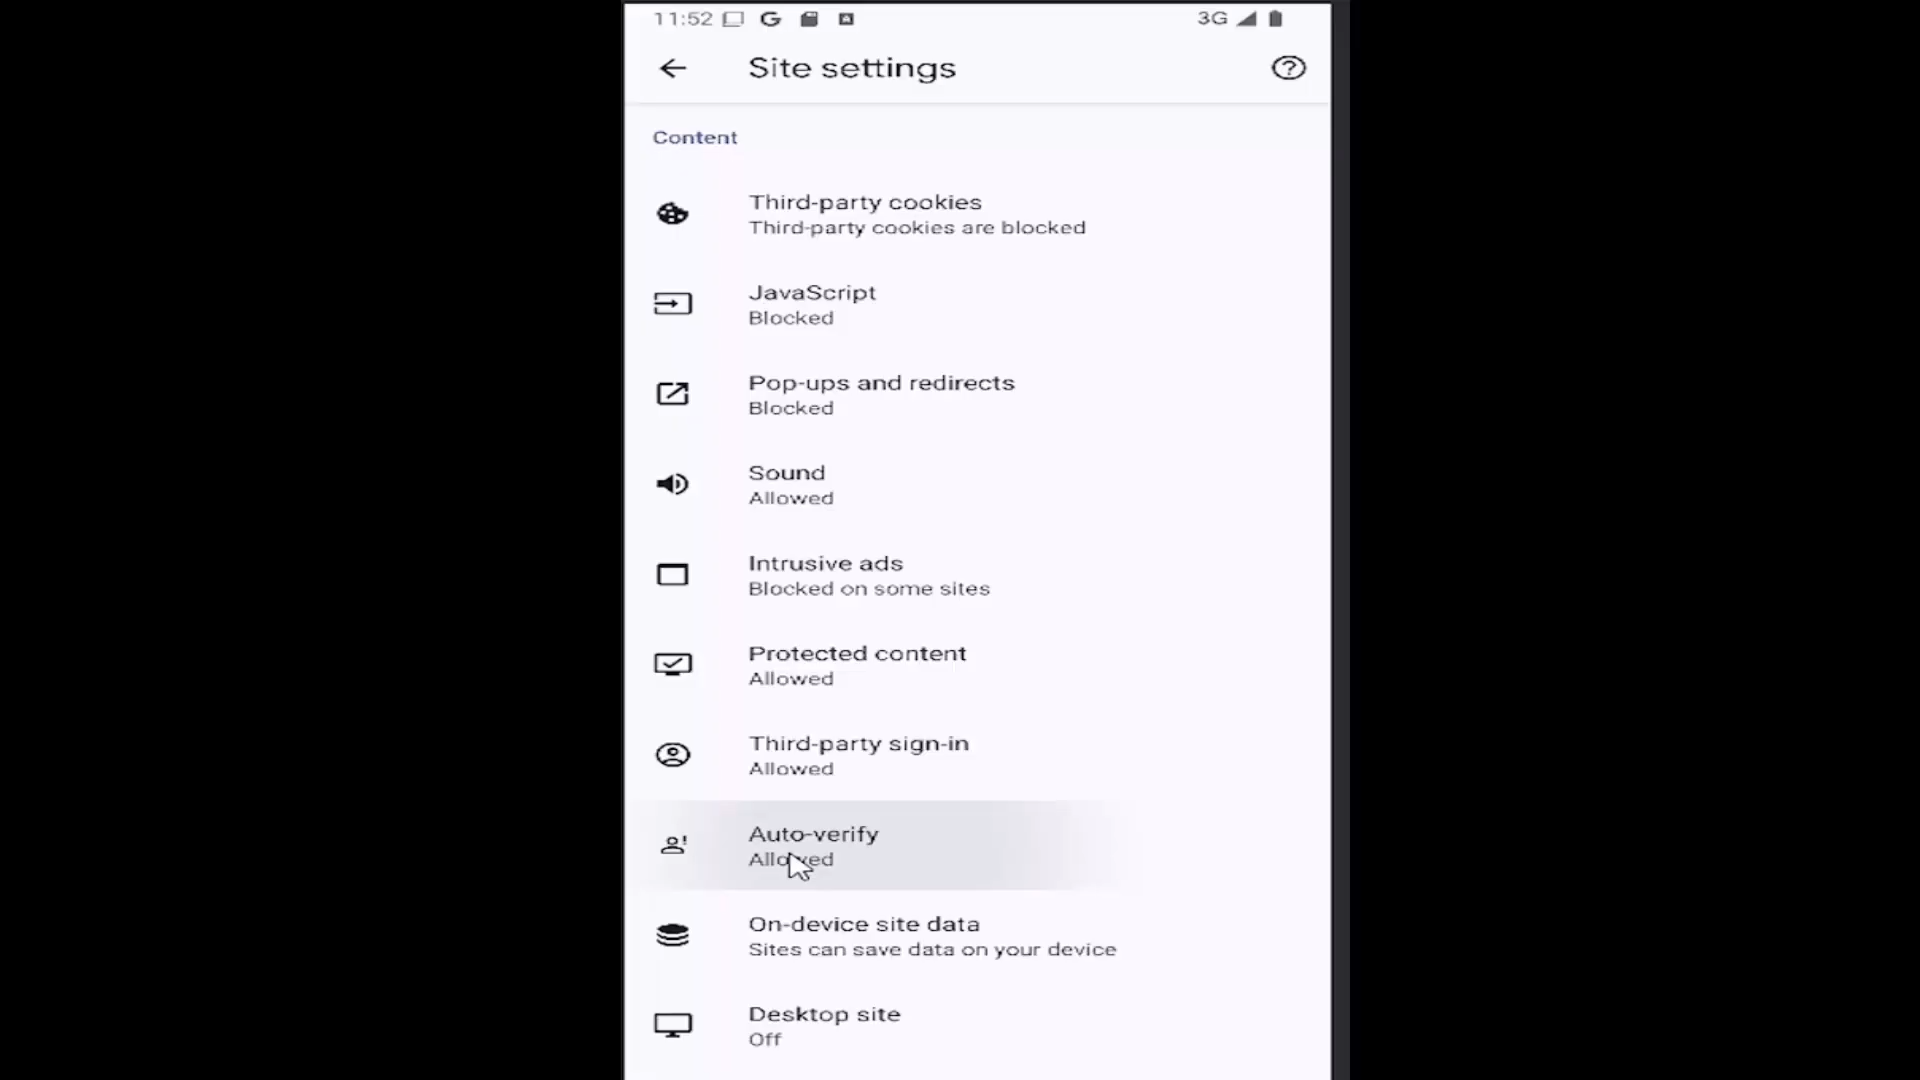 11:52
3G
Site settings
Content
Third-party cookies
Third-party cookies are blocked
JavaScript
Blocked
Pop-ups and redirects
Blocked
Sound
Allowed
Intrusive ads
Blocked on some sites
Protected content
Allowed
Third-party sign-in
Allowed
Auto-verify
Allowed
On-device site data
Sites can save data on your device
Desktop site
Off